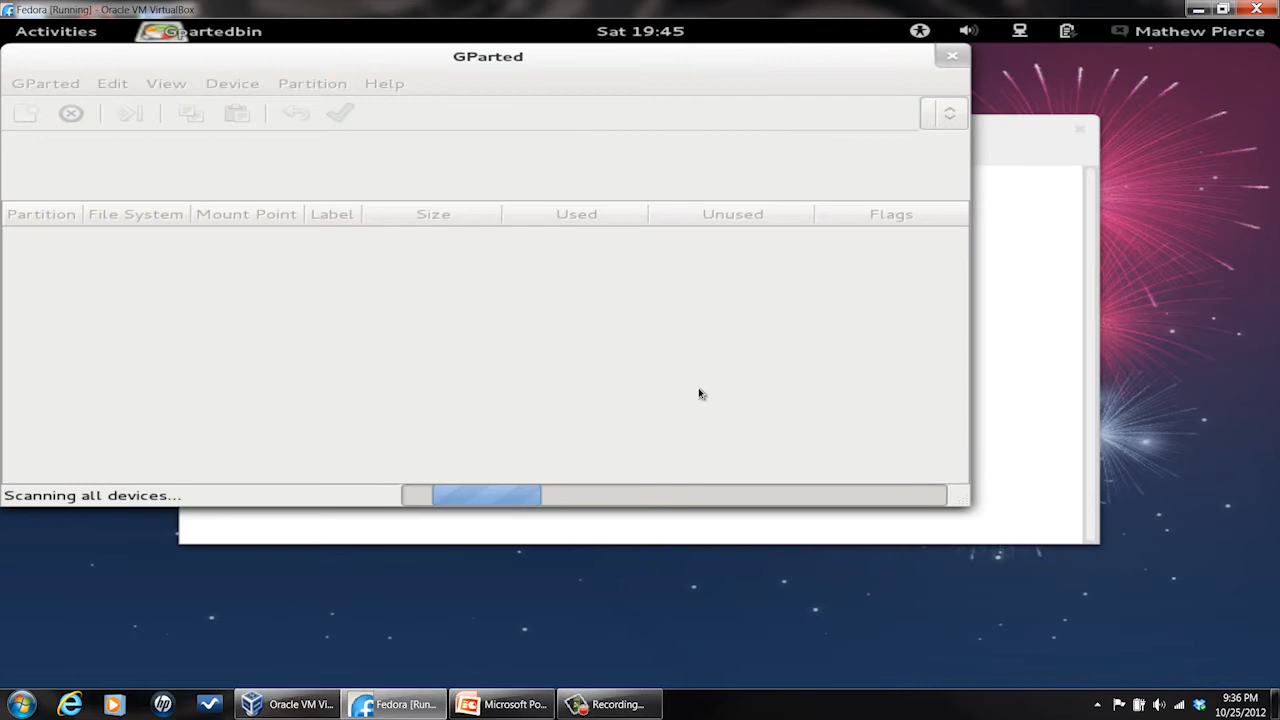 Fedora [Running] - Oracle VM VirtualBox
Activities
Gpartedbin
Sat 19:45
Mathew Pierce
GParted
GParted Edit View Device Partition Help
Partition File System Mount Point Label Size Used Unused Flags
Scanning all devices...
Oracle VM Vi...
Fedora [Run...
Microsoft Po...
Recording...
9:36 PM
10/25/2012